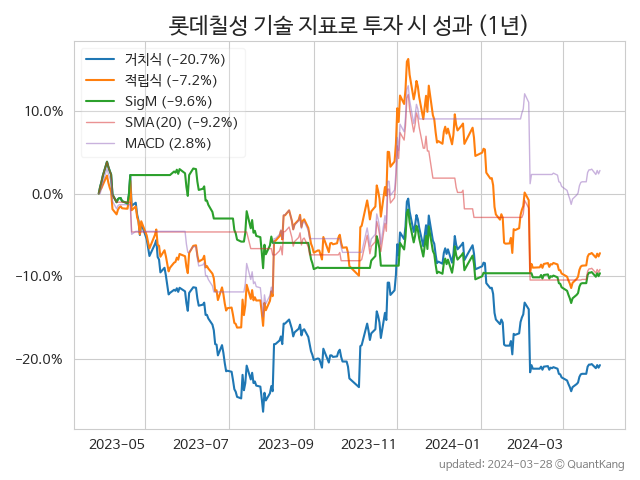 롯데칠성 기술 지표로 투자 시 성과 (1년)
거치식 (−20.7%)
적립식 (−7.2%)
SigM (−9.6%)
SMA(20) (−9.2%)
MACD (2.8%)
10.0%
0.0%
−10.0%
−20.0%
2023−05 2023−07 2023−09 2023−11 2024−01 2024−03
updated: 2024−03−28 © QuantKang